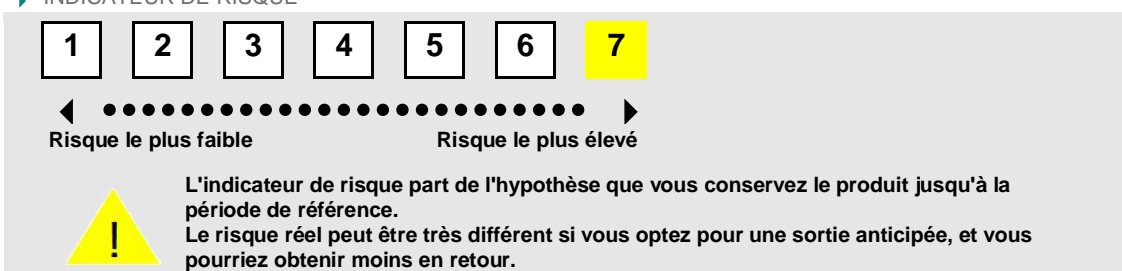 INDICATEUR DE RISQUE
1 2 3 4 5 6 7
Risque le plus faible Risque le plus élevé
L'indicateur de risque part de l'hypothèse que vous conservez le produit jusqu'à la
période de référence.
! Le risque réel peut être très différent si vous optez pour une sortie anticipée, et vous
pourriez obtenir moins en retour.